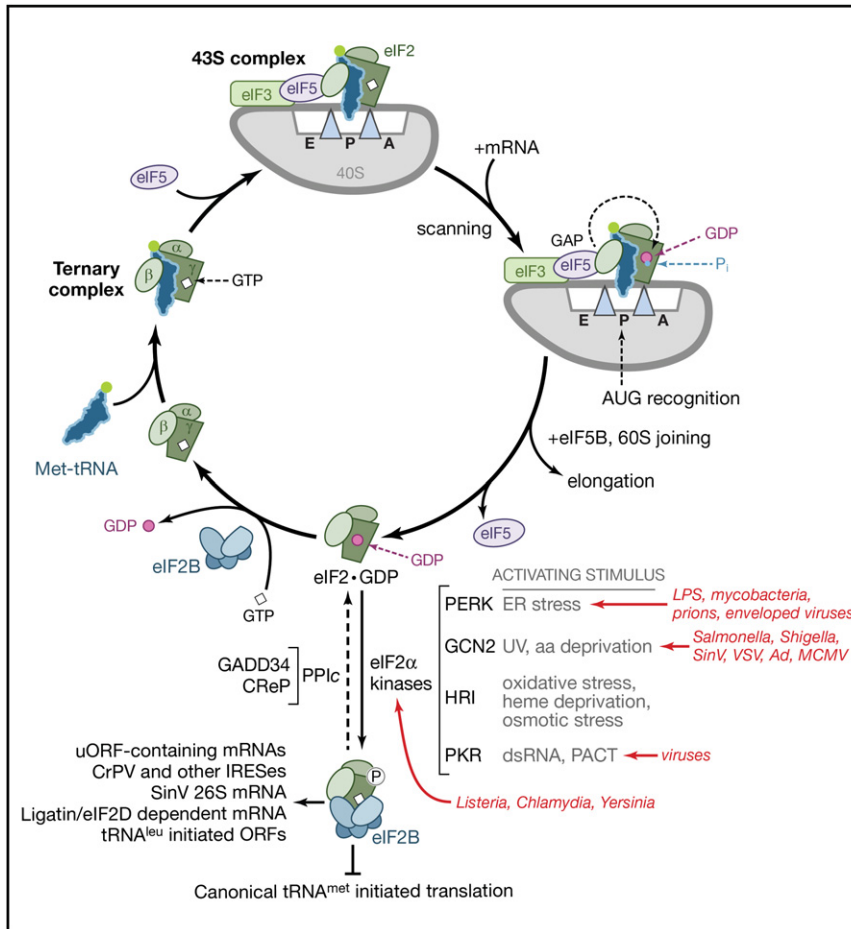 43S complex
eIF2
eIF3
eIF5
E P A
40S
+mRNA
scanning
eIF5
α
β
γ
Ternary
complex
GTP
GAP
eIF3
eIF5
GDP
Pi
E P A
AUG recognition
+eIF5B, 60S joining
elongation
eIF5
Met-tRNA
α
β
γ
GDP
eIF2B
GTP
GDP
eIF2•GDP
GADD34
CReP
PPIc
eIF2α
kinases
ACTIVATING STIMULUS
PERK ER stress
LPS, mycobacteria,
prions, enveloped viruses
GCN2 UV, aa deprivation
Salmonella, Shigella,
SinV, VSV, Ad, MCMV
HRI oxidative stress,
heme deprivation,
osmotic stress
PKR dsRNA, PACT
viruses
Listeria, Chlamydia, Yersinia
uORF-containing mRNAs
CrPV and other IRESes
SinV 26S mRNA
Ligatin/eIF2D dependent mRNA
tRNAleu initiated ORFs
P
eIF2B
Canonical tRNAmet initiated translation